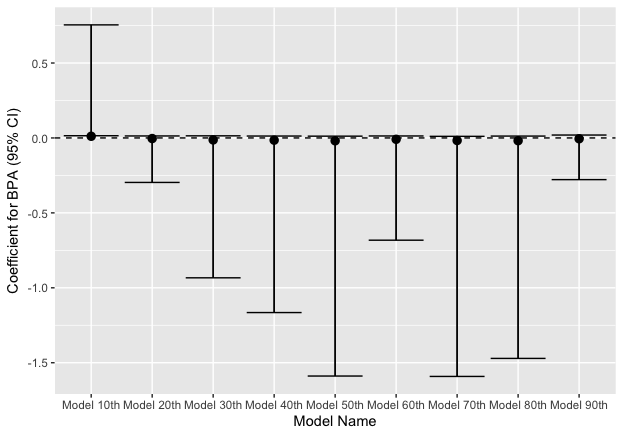 Coefficient for BPA (95% CI)
0.5
0.0
-0.5
-1.0
-1.5
Model 10th Model 20th Model 30th Model 40th Model 50th Model 60th Model 70th Model 80th Model 90th
Model Name